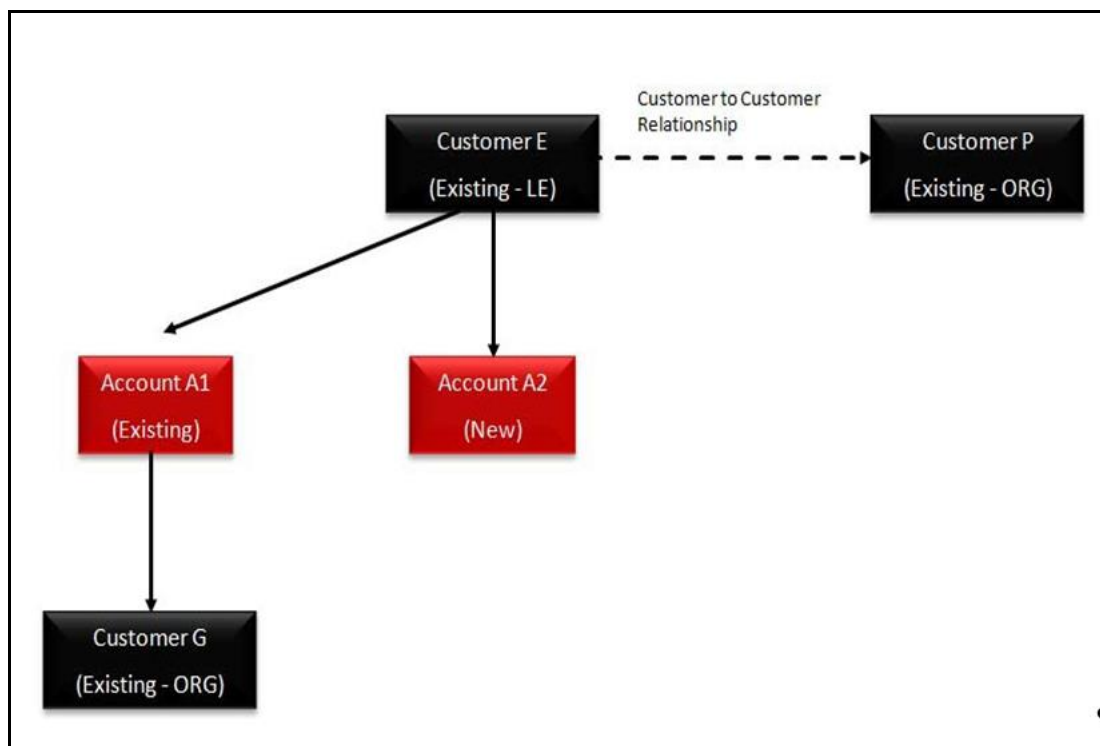 Customer to Customer
Relationship
Customer E
(Existing - LE)
Customer P
(Existing - ORG)
Account A1
(Existing)
Account A2
(New)
Customer G
(Existing - ORG)